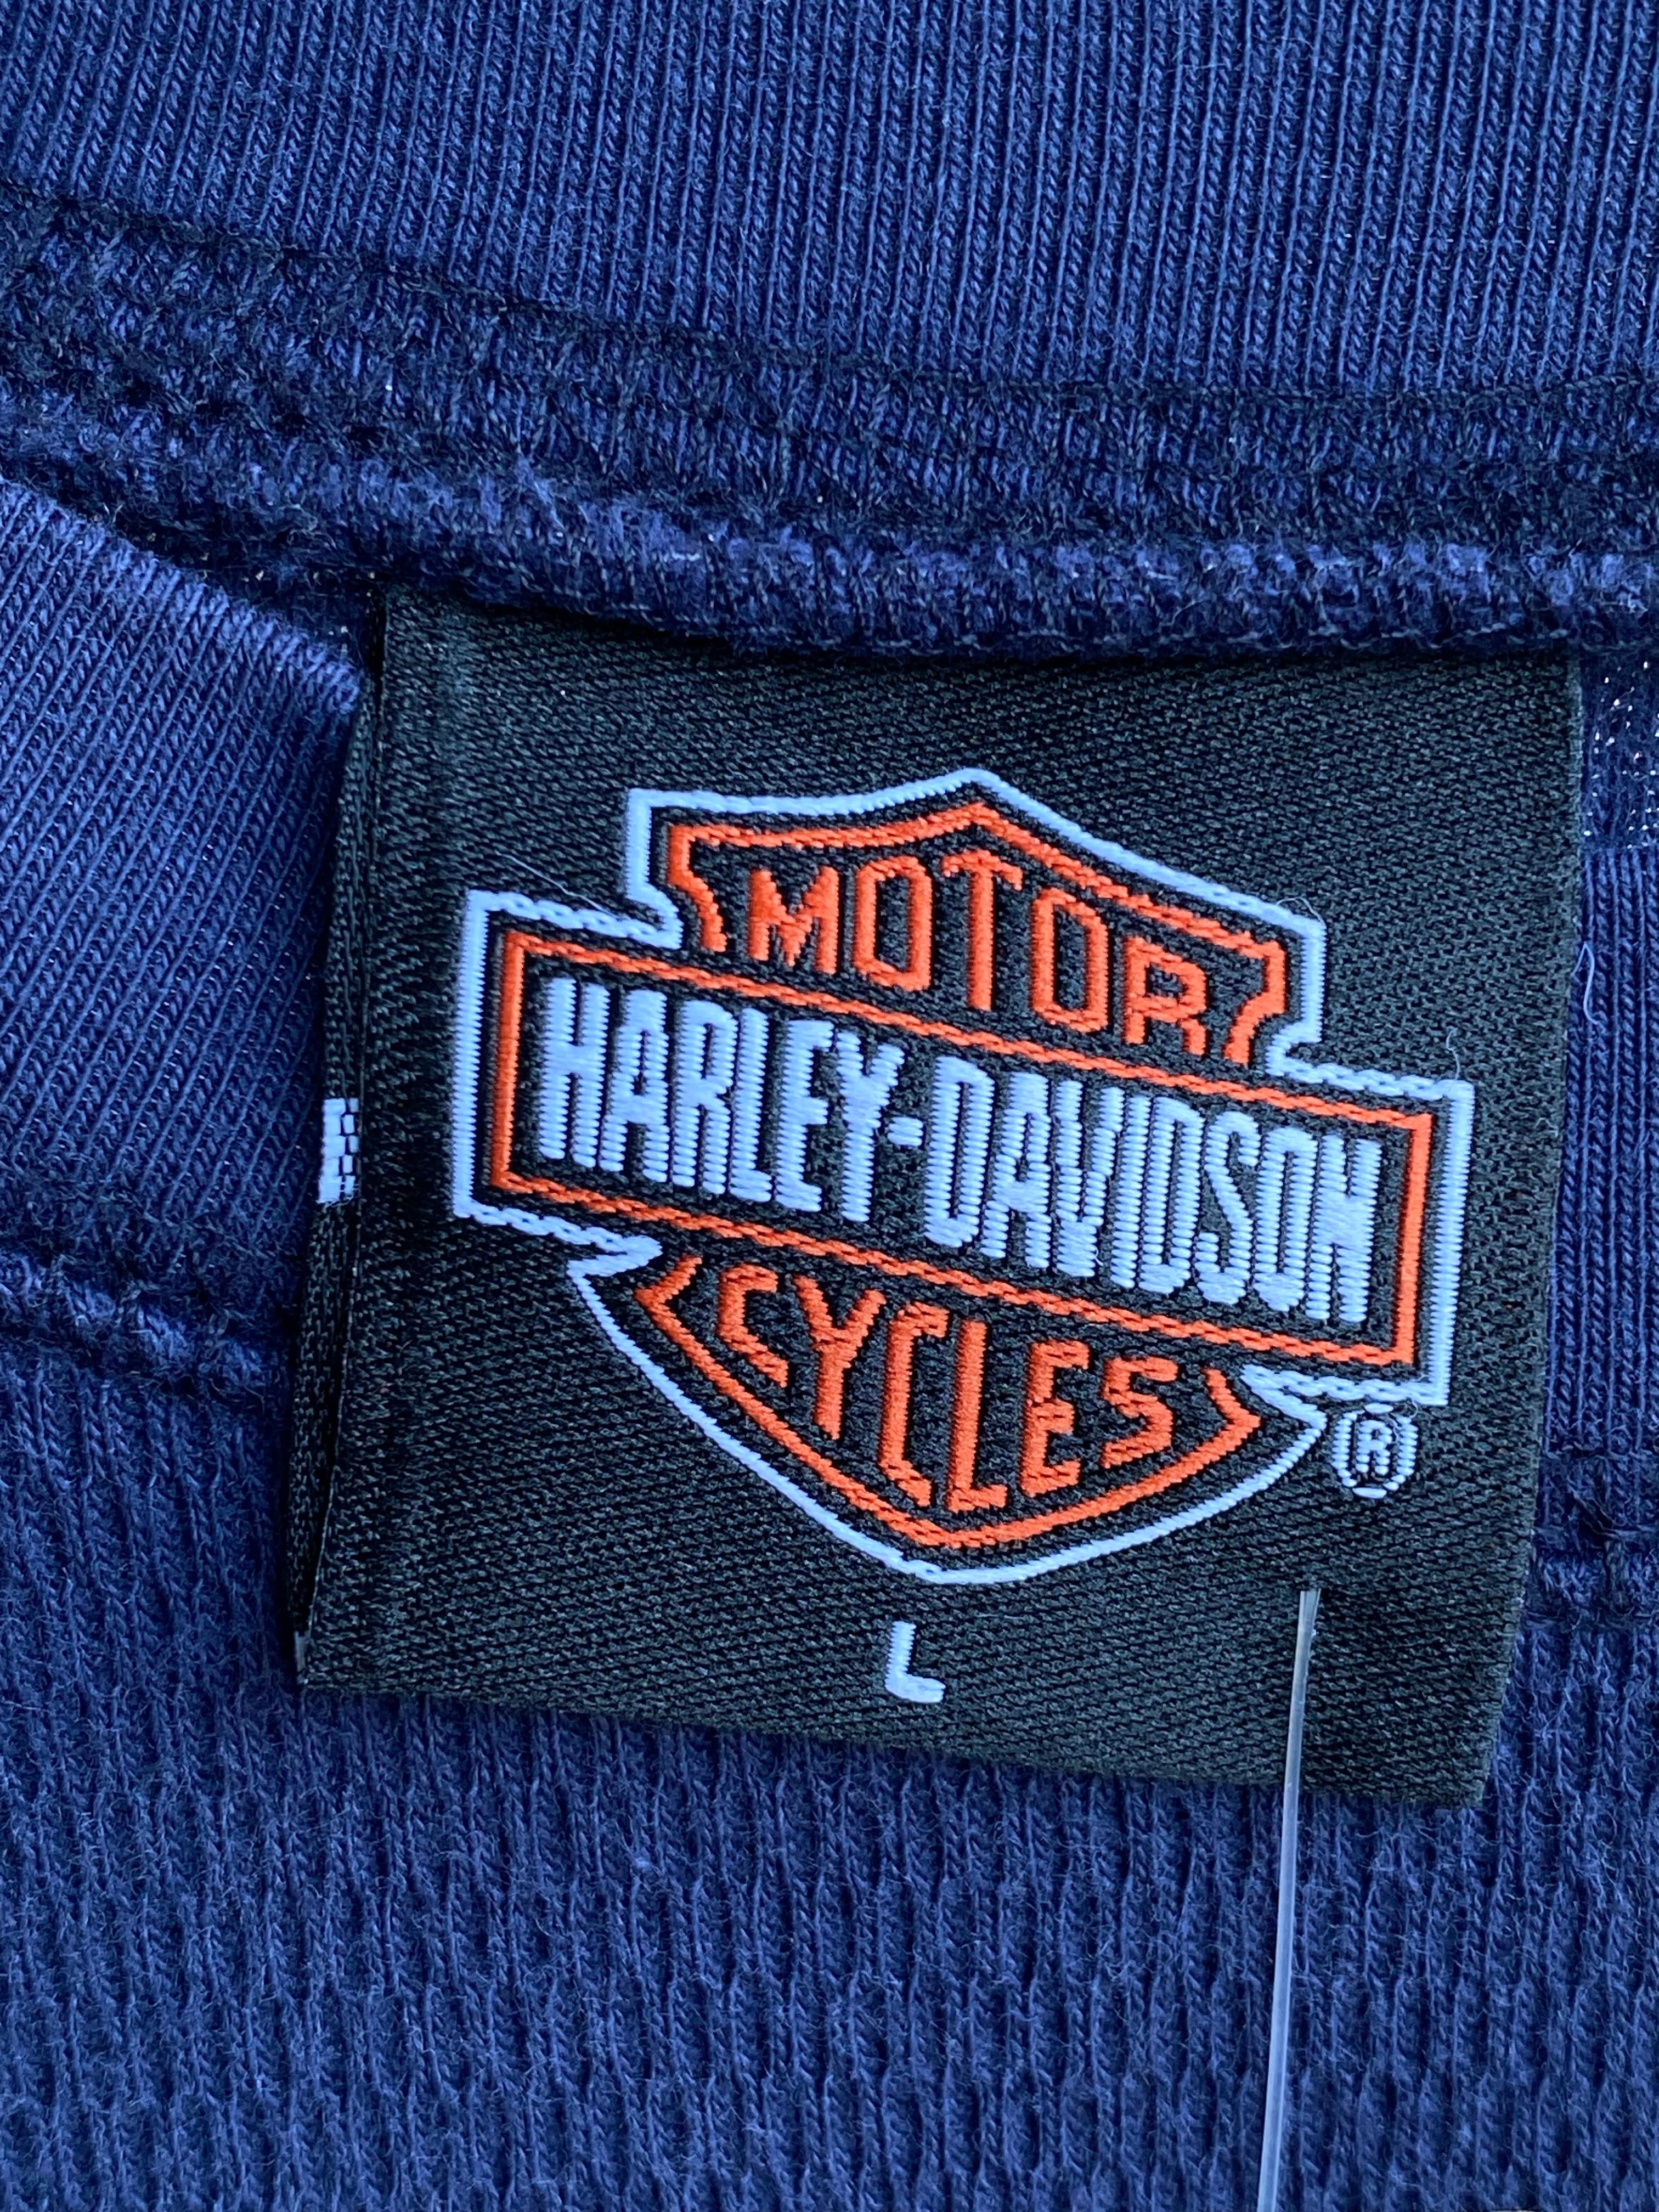 MOTOR
HARLEY-DAVIDSON
CYCLES
®
L